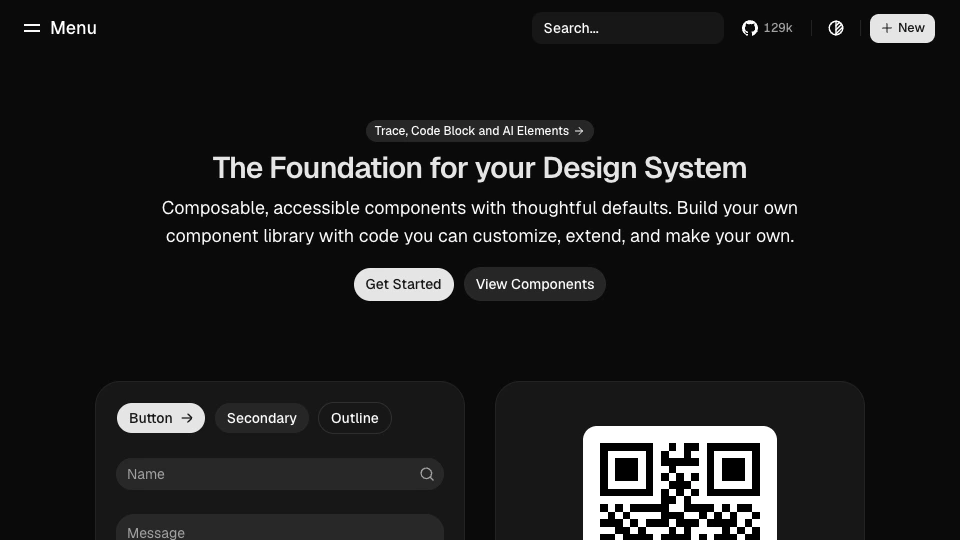 Menu
Search...
129k
New
Trace, Code Block and AI Elements →
The Foundation for your Design System
Composable, accessible components with thoughtful defaults. Build your own
component library with code you can customize, extend, and make your own.
Get Started
View Components
Button →
Secondary
Outline
Name
Message